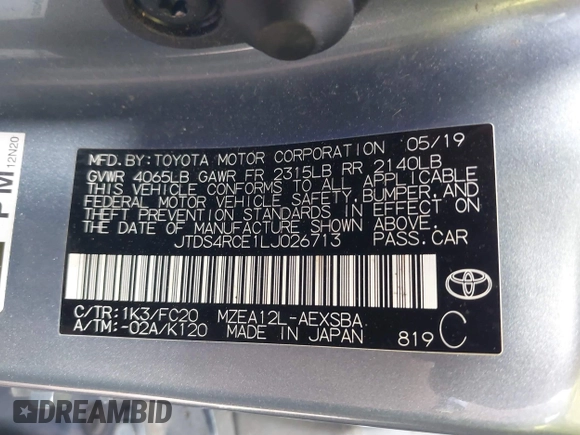 MFD.BY:TOYOTA MOTOR CORPORATION 05/19
GVWR 4065LB GAWR FR 2315LB RR 2140LB
THIS VEHICLE CONFORMS TO ALL APPLICABLE
FEDERAL MOTOR VEHICLE SAFETY,BUMPER,AND
THEFT PREVENTION STANDARDS IN EFFECT ON
THE DATE OF MANUFACTURE SHOWN ABOVE.
JTDS4RCE1LJ026713 PASS.CAR
C/TR:1K3/FC20 MZEA12L-AEXSBA
A/TM:-02A/K120 MADE IN JAPAN 819 C
PM
12N20
DREAMBID